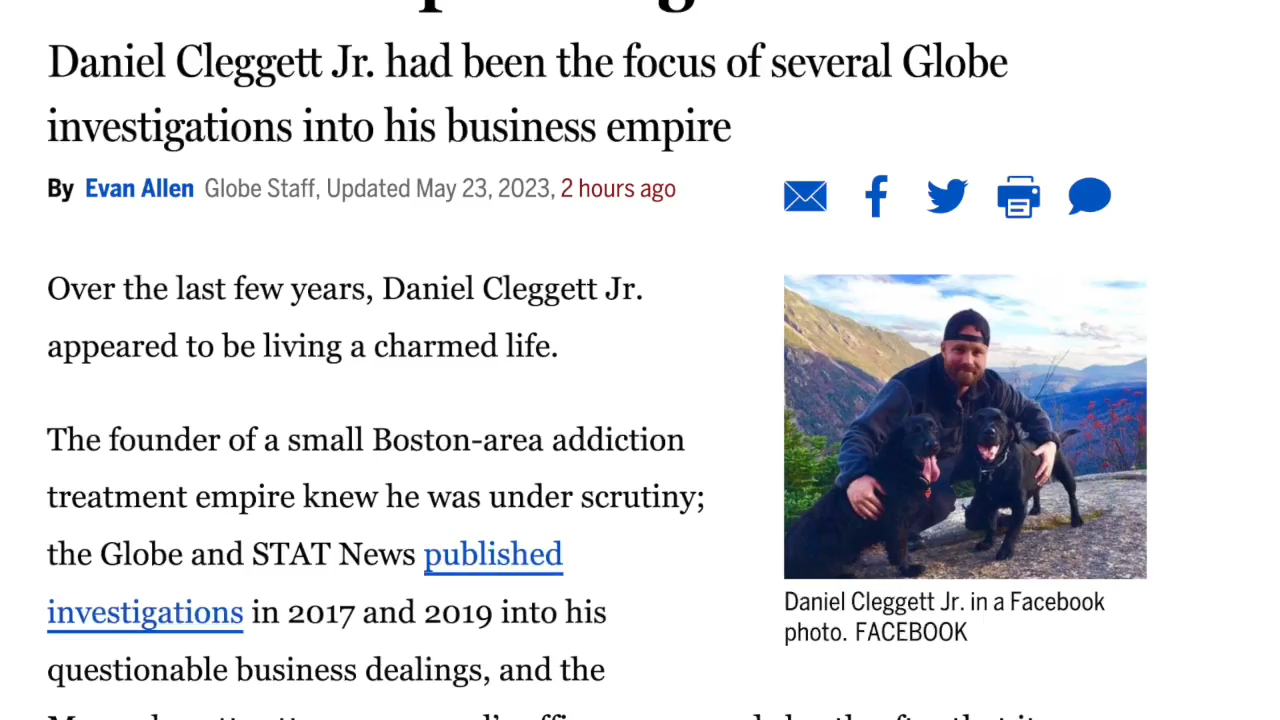 Daniel Cleggett Jr. had been the focus of several Globe
investigations into his business empire
By Evan Allen Globe Staff, Updated May 23, 2023, 2 hours ago
Over the last few years, Daniel Cleggett Jr.
appeared to be living a charmed life.
The founder of a small Boston-area addiction
treatment empire knew he was under scrutiny;
the Globe and STAT News published
investigations in 2017 and 2019 into his
questionable business dealings, and the
Daniel Cleggett Jr. in a Facebook
photo. FACEBOOK